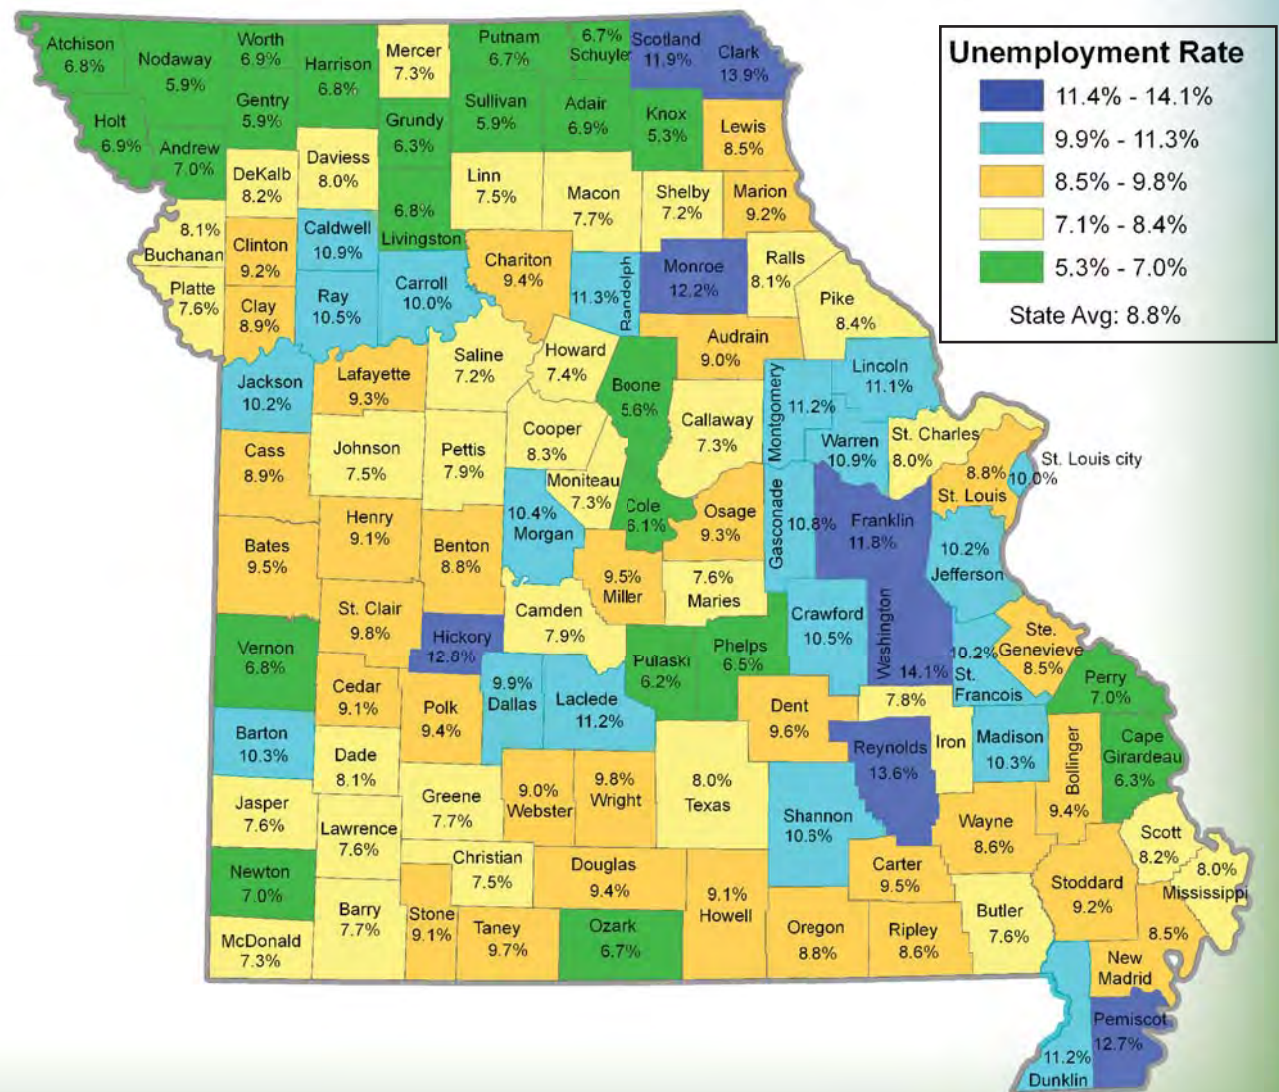 Unemployment Rate
11.4% - 14.1%
9.9% - 11.3%
8.5% - 9.8%
7.1% - 8.4%
5.3% - 7.0%
State Avg: 8.8%
Atchison
6.8%
Nodaway
5.9%
Worth
6.9%
Harrison
6.8%
Mercer
7.3%
Putnam
6.7%
6.7%
Schuyler
Scotland
11.9%
Clark
13.9%
Holt
6.9%
Andrew
7.0%
Gentry
5.9%
Grundy
6.3%
Sullivan
5.9%
Adair
6.9%
Knox
5.3%
Lewis
8.5%
DeKalb
8.2%
Daviess
8.0%
6.8%
Livingston
Linn
7.5%
Macon
7.7%
Shelby
7.2%
Marion
9.2%
8.1%
Buchanan
Clinton
9.2%
Caldwell
10.9%
Platte
7.6%
Clay
8.9%
Ray
10.5%
Carroll
10.0%
Chariton
9.4%
11.3%
Randolph
Monroe
12.2%
Ralls
8.1%
Pike
8.4%
Jackson
10.2%
Lafayette
9.3%
Saline
7.2%
Howard
7.4%
Boone
5.6%
Audrain
9.0%
Callaway
7.3%
Montgomery
11.2%
Lincoln
11.1%
Warren
10.9%
St. Charles
8.0%
8.8%
St. Louis
St. Louis city
10.0%
Cass
8.9%
Johnson
7.5%
Pettis
7.9%
Cooper
8.3%
Moniteau
7.3%
10.4%
Morgan
Cole
6.1%
Osage
9.3%
Gasconade
10.8%
Franklin
11.8%
10.2%
Jefferson
Bates
9.5%
Henry
9.1%
Benton
8.8%
9.5%
Miller
7.6%
Maries
Camden
7.9%
St. Clair
9.8%
Hickory
Vernon
6.8%
Cedar
9.1%
Polk
9.4%
9.9%
Dallas
Laclede
11.2%
Pulaski
6.2%
Phelps
6.5%
Crawford
10.5%
Washington
14.1%
10.2%
St.
Francois
Ste.
Genevieve
8.5%
Perry
7.0%
Dent
9.6%
7.8%
Iron
Reynolds
13.6%
Madison
10.3%
Bollinger
9.4%
Cape
Girardeau
6.3%
Barton
10.3%
Dade
8.1%
Jasper
7.6%
Lawrence
7.6%
Greene
7.7%
9.0%
Webster
9.8%
Wright
8.0%
Texas
Shannon
10.6%
Wayne
8.6%
Scott
8.2%
8.0%
Mississippi
Newton
7.0%
McDonald
7.3%
Barry
7.7%
Christian
7.5%
Stone
9.1%
Taney
9.7%
Douglas
9.4%
Ozark
6.7%
9.1%
Howell
Carter
9.5%
Oregon
8.8%
Ripley
8.6%
Butler
7.6%
Stoddard
9.2%
8.5%
New
Madrid
Pemiscot
12.7%
11.2%
Dunklin